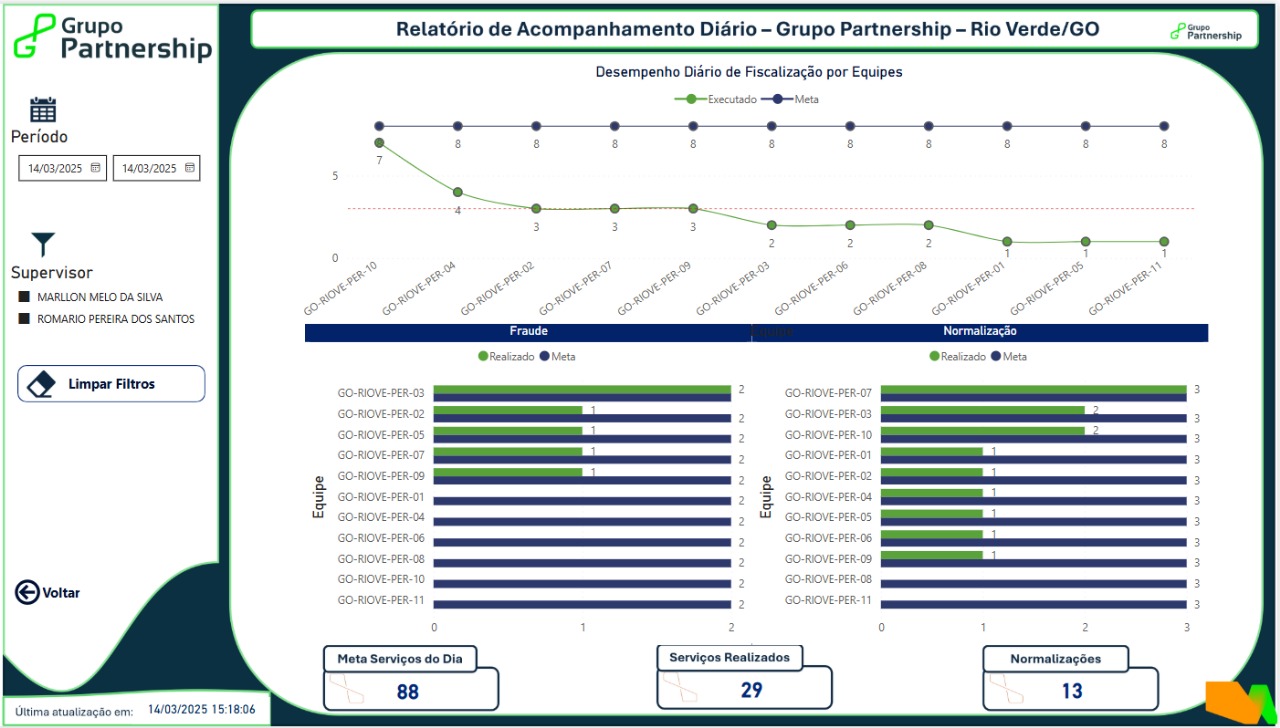 Grupo
Partnership
Relatório de Acompanhamento Diário – Grupo Partnership – Rio Verde/GO
Grupo
Partnership
Período
14/03/2025 14/03/2025
Supervisor
MARLLON MELO DA SILVA
ROMARIO PEREIRA DOS SANTOS
Limpar Filtros
Voltar
Última atualização em: 14/03/2025 15:18:06
Desempenho Diário de Fiscalização por Equipes
Executado Meta
8 8 8 8 8 8 8 8 8 8
7 4 3 3 3 2 2 2 1 1 1
5
0
GO-RIOVE-PER-10 GO-RIOVE-PER-04 GO-RIOVE-PER-02 GO-RIOVE-PER-07 GO-RIOVE-PER-09 GO-RIOVE-PER-03 GO-RIOVE-PER-06 GO-RIOVE-PER-08 GO-RIOVE-PER-01 GO-RIOVE-PER-05 GO-RIOVE-PER-11
Equipe
Fraude
Realizado Meta
Equipe
GO-RIOVE-PER-03 2
GO-RIOVE-PER-02 1 2
GO-RIOVE-PER-05 1 2
GO-RIOVE-PER-07 1 2
GO-RIOVE-PER-09 1 2
GO-RIOVE-PER-01 2
GO-RIOVE-PER-04 2
GO-RIOVE-PER-06 2
GO-RIOVE-PER-08 2
GO-RIOVE-PER-10 2
GO-RIOVE-PER-11 2
0 1 2
Normalização
Realizado Meta
Equipe
GO-RIOVE-PER-07 3
GO-RIOVE-PER-03 2 3
GO-RIOVE-PER-10 2 3
GO-RIOVE-PER-01 1 3
GO-RIOVE-PER-02 1 3
GO-RIOVE-PER-04 1 3
GO-RIOVE-PER-05 1 3
GO-RIOVE-PER-06 1 3
GO-RIOVE-PER-09 1 3
GO-RIOVE-PER-08 3
GO-RIOVE-PER-11 3
0 1 2 3
Meta Serviços do Dia
88
Serviços Realizados
29
Normalizações
13